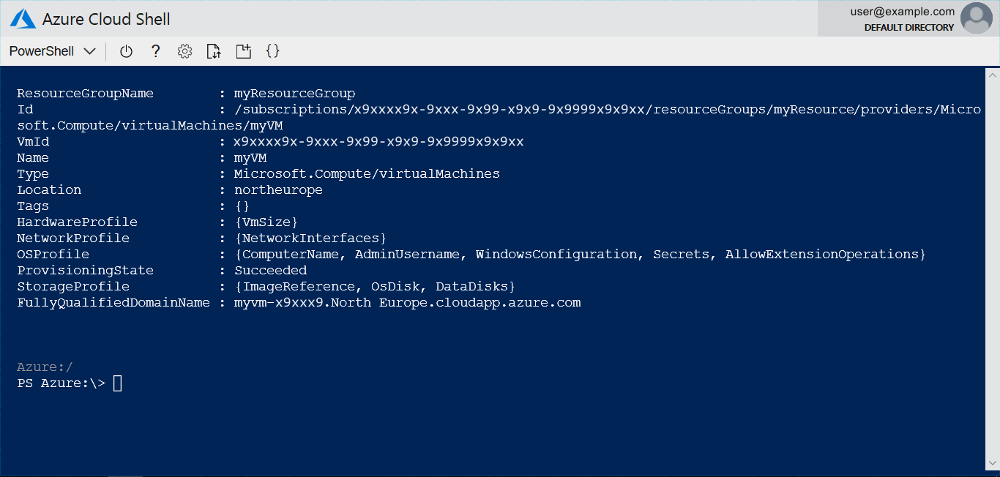 Azure Cloud Shell
user@example.com
DEFAULT DIRECTORY
PowerShell
?
{}
ResourceGroupName        : myResourceGroup
Id                       : /subscriptions/x9xxxx9x-9xxx-9x99-x9x9-9x9999x9x9xx/resourceGroups/myResource/providers/Micro
soft.Compute/virtualMachines/myVM
VmId                     : x9xxxx9x-9xxx-9x99-x9x9-9x9999x9x9xx
Name                     : myVM
Type                     : Microsoft.Compute/virtualMachines
Location                 : northeurope
Tags                     : {}
HardwareProfile          : {VmSize}
NetworkProfile           : {NetworkInterfaces}
OSProfile                : {ComputerName, AdminUsername, WindowsConfiguration, Secrets, AllowExtensionOperations}
ProvisioningState        : Succeeded
StorageProfile           : {ImageReference, OsDisk, DataDisks}
FullyQualifiedDomainName : myvm-x9xxx9.North Europe.cloudapp.azure.com
Azure:/
PS Azure:\>